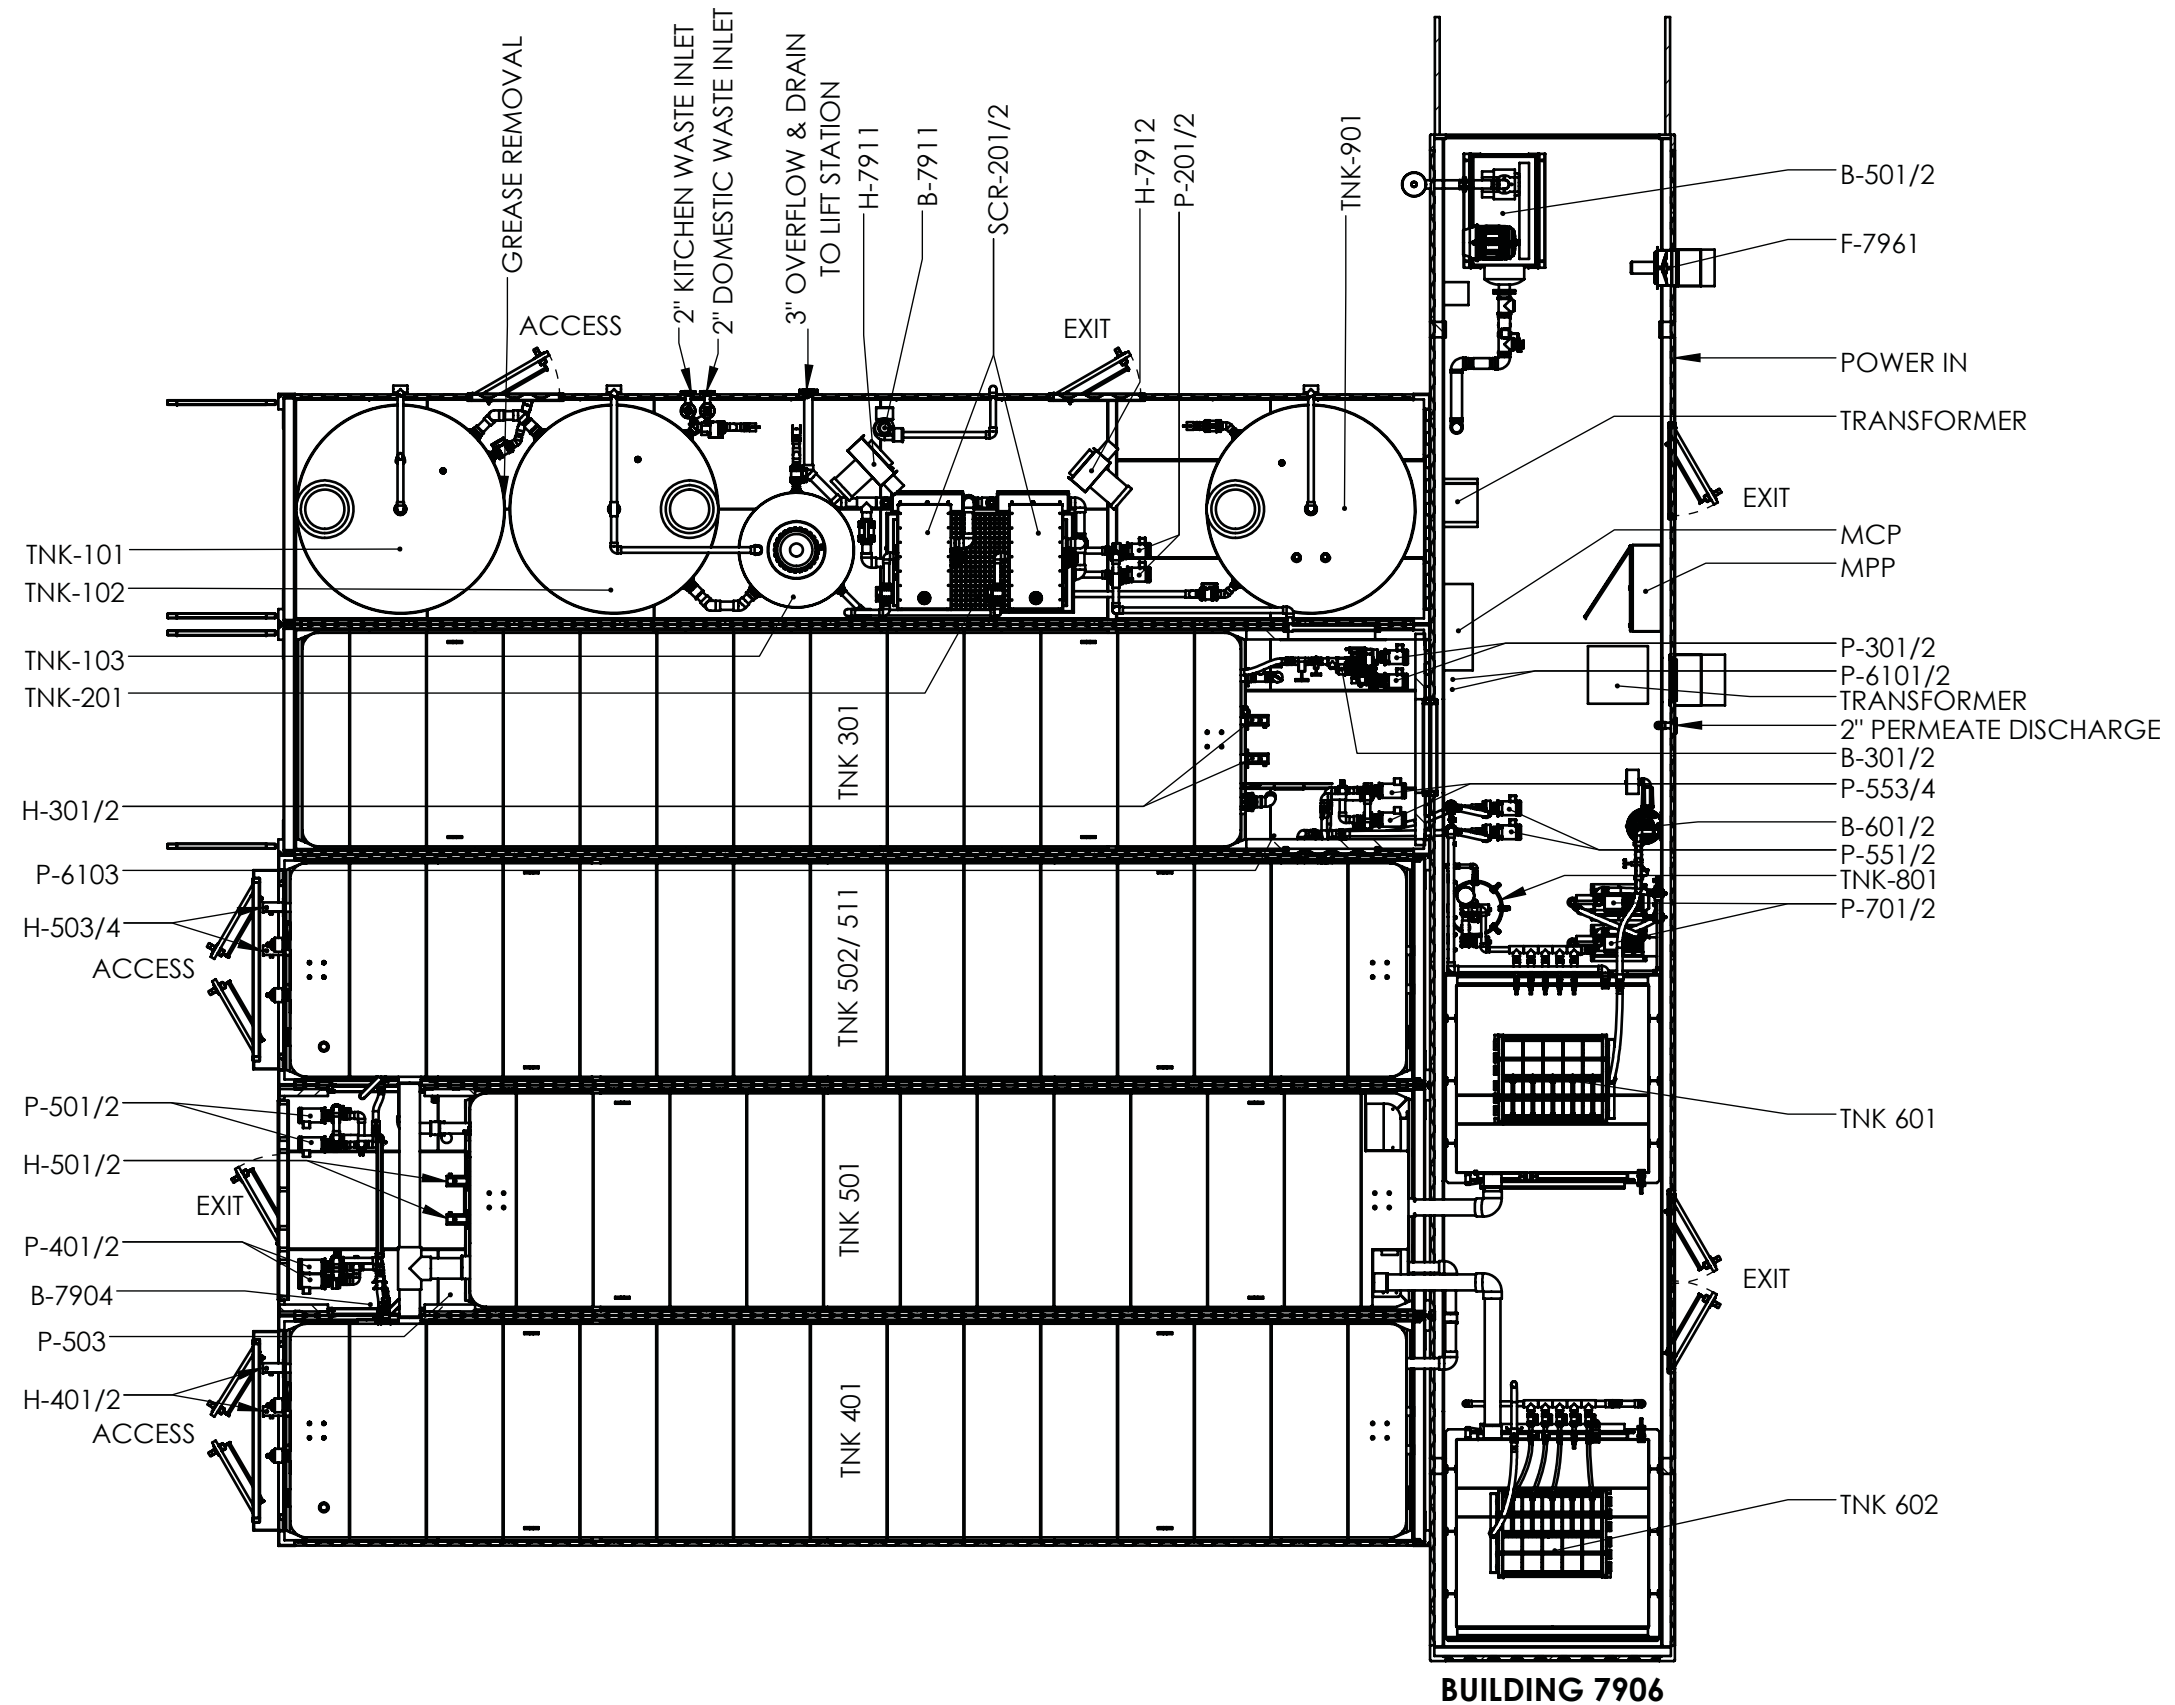 GREASE REMOVAL
2" KITCHEN WASTE INLET
2" DOMESTIC WASTE INLET
3" OVERFLOW & DRAIN
TO LIFT STATION
H-7911
B-7911
SCR-201/2
H-7912
P-201/2
TNK-901
ACCESS
EXIT
B-501/2
F-7961
POWER IN
TRANSFORMER
EXIT
MCP
MPP
P-301/2
P-6101/2
TRANSFORMER
2" PERMEATE DISCHARGE
B-301/2
P-553/4
B-601/2
P-551/2
TNK-801
P-701/2
TNK 601
EXIT
TNK 602
TNK-101
TNK-102
TNK-103
TNK-201
H-301/2
P-6103
H-503/4
ACCESS
P-501/2
H-501/2
EXIT
P-401/2
B-7904
P-503
H-401/2
ACCESS
TNK 301
TNK 502/ 511
TNK 501
TNK 401
BUILDING 7906